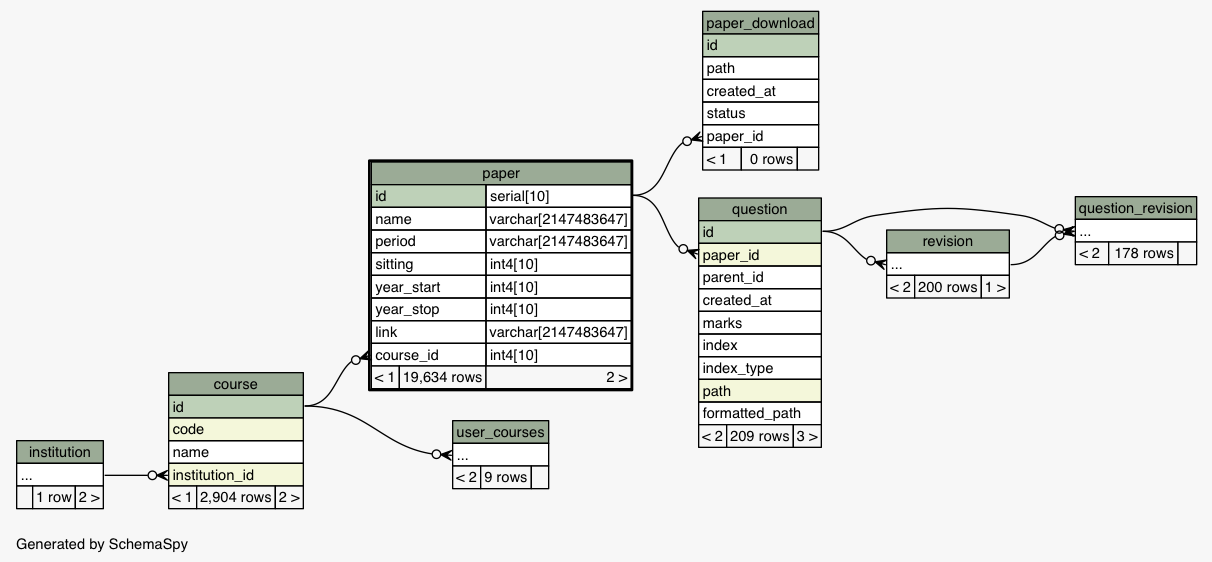 paper_download
id
path
created_at
status
paper_id
< 1 0 rows
paper
id serial[10]
name varchar[2147483647]
period varchar[2147483647]
sitting int4[10]
year_start int4[10]
year_stop int4[10]
link varchar[2147483647]
course_id int4[10]
< 1 19,634 rows 2 >
question
id
paper_id
parent_id
created_at
marks
index
index_type
path
formatted_path
< 2 209 rows 3 >
revision
...
< 2 200 rows 1 >
question_revision
...
< 2 178 rows
course
id
code
name
institution_id
< 1 2,904 rows 2 >
user_courses
...
< 2 9 rows
institution
...
1 row 2 >
Generated by SchemaSpy